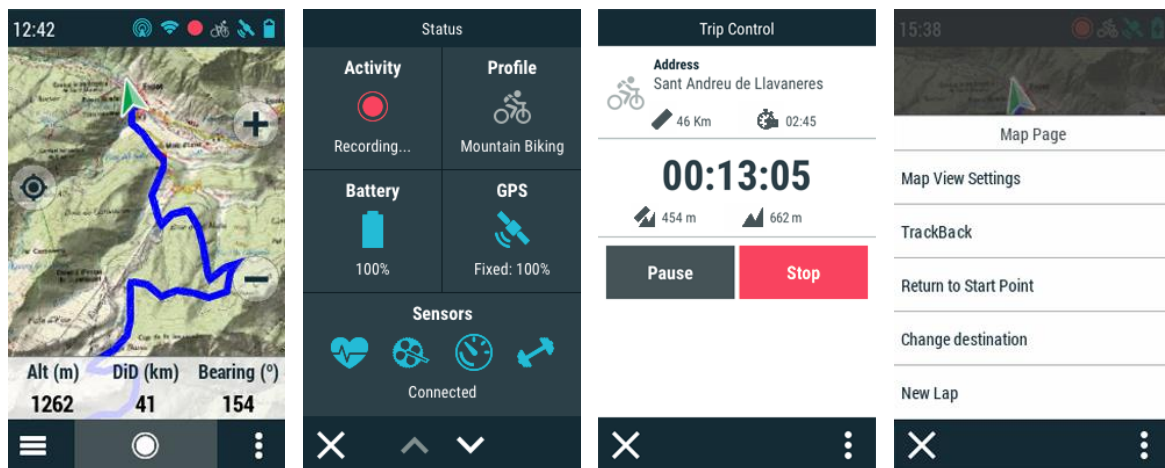 12:42
Espot
Alt (m) DiD (km) Bearing (º)
1262 41 154
Status
Activity Profile
Recording... Mountain Biking
Battery GPS
100% Fixed: 100%
Sensors
Connected
Trip Control
Address
Sant Andreu de Llavaneres
46 Km 02:45
00:13:05
454 m 662 m
Pause Stop
15:38
Map Page
Map View Settings
TrackBack
Return to Start Point
Change destination
New Lap